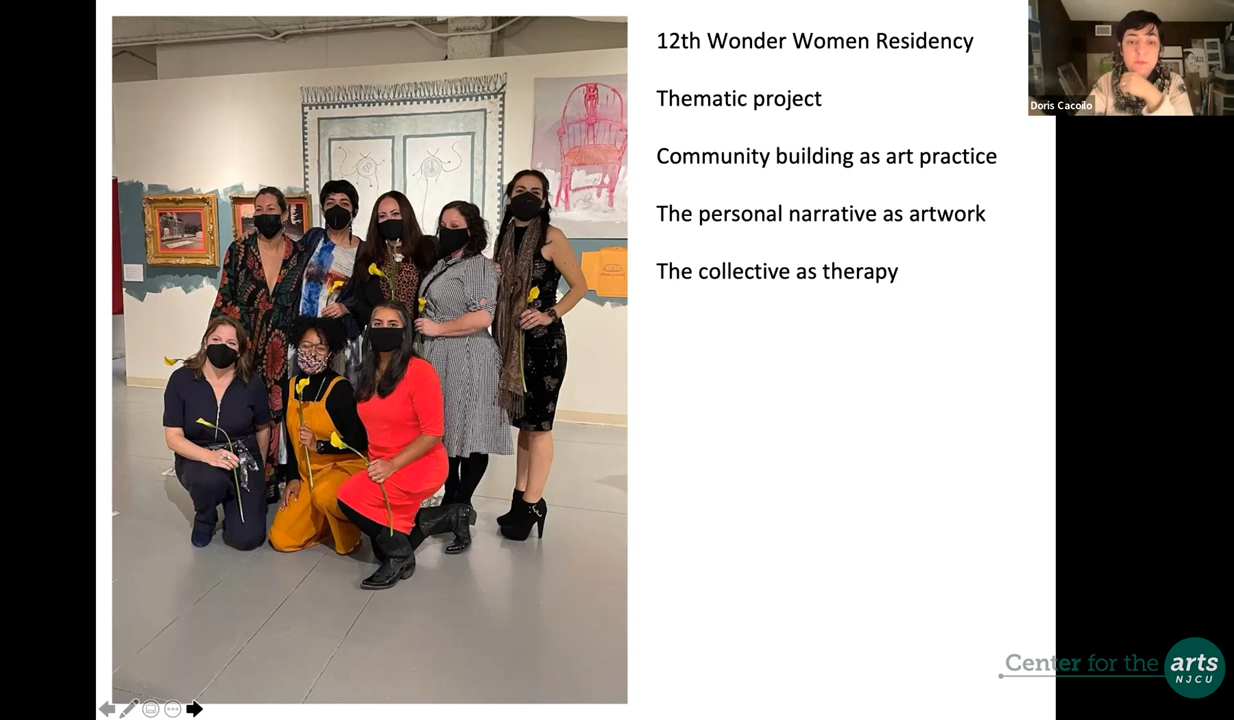 12th Wonder Women Residency
Thematic project
Community building as art practice
The personal narrative as artwork
The collective as therapy
Doris Cacoilo
Center for the arts
NJCU